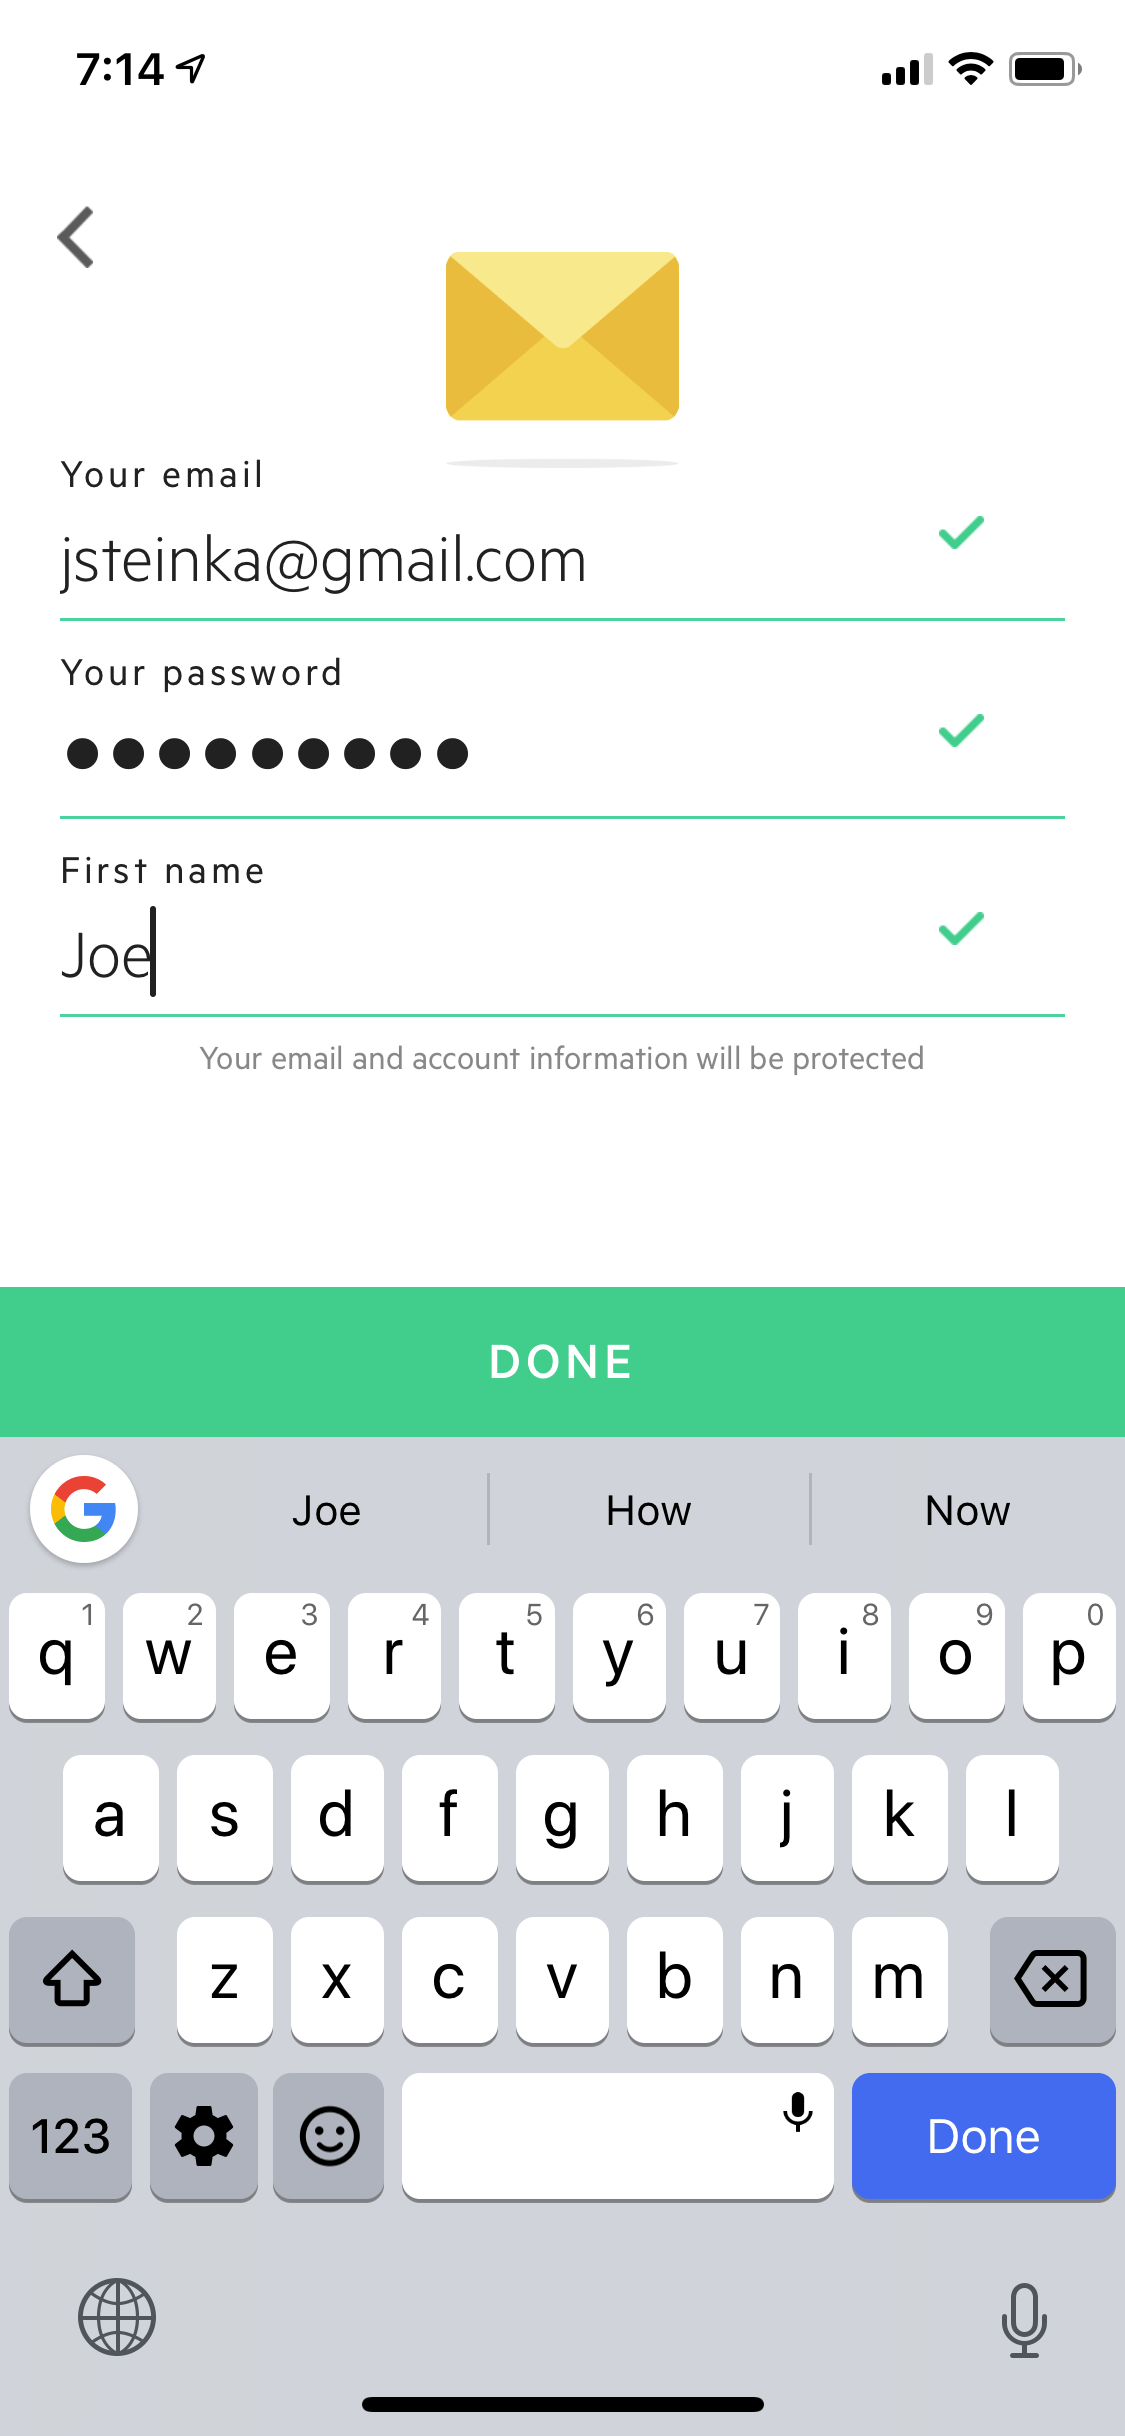 7:14
Your email
jsteinka@gmail.com
Your password
●●●●●●●●●
First name
Joe
Your email and account information will be protected
DONE
G Joe How Now
q 1 w 2 e 3 r 4 t 5 y 6 u 7 i 8 o 9 p 0
a s d f g h j k l
z x c v b n m
123 Done